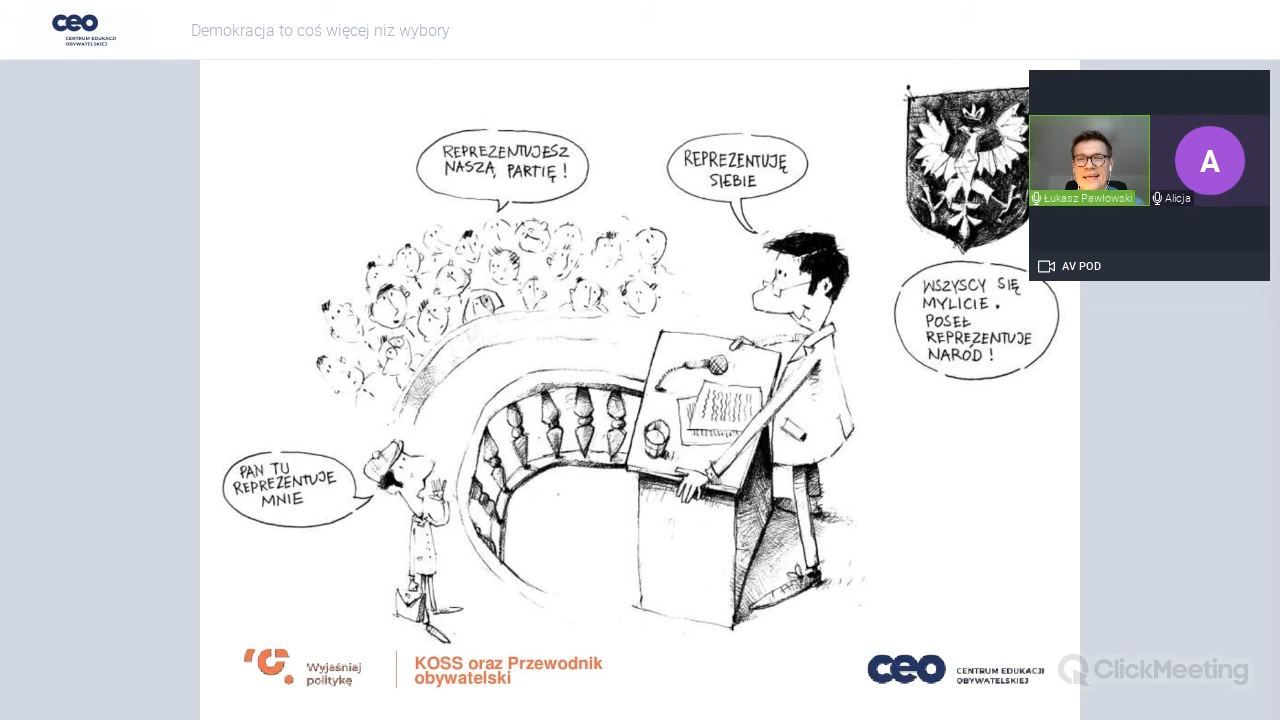 ceo
CENTRUM EDUKACJI
OBYWATELSKIEJ
Demokracja to coś więcej niż wybory
REPREZENTUJESZ
NASZĄ PARTIĘ!
REPREZENTUJĘ
SIEBIE
A
Łukasz Pawłowski
Alicja
AV POD
WSZYSCY SIĘ
MYLICIE.
POSEŁ
REPREZENTUJE
NARÓD!
PAN TU
REPREZENTUJE
MNIE
Wyjaśniaj
politykę
KOSS oraz Przewodnik
obywatelski
ceo
CENTRUM EDUKACJI
OBYWATELSKIEJ
ClickMeeting